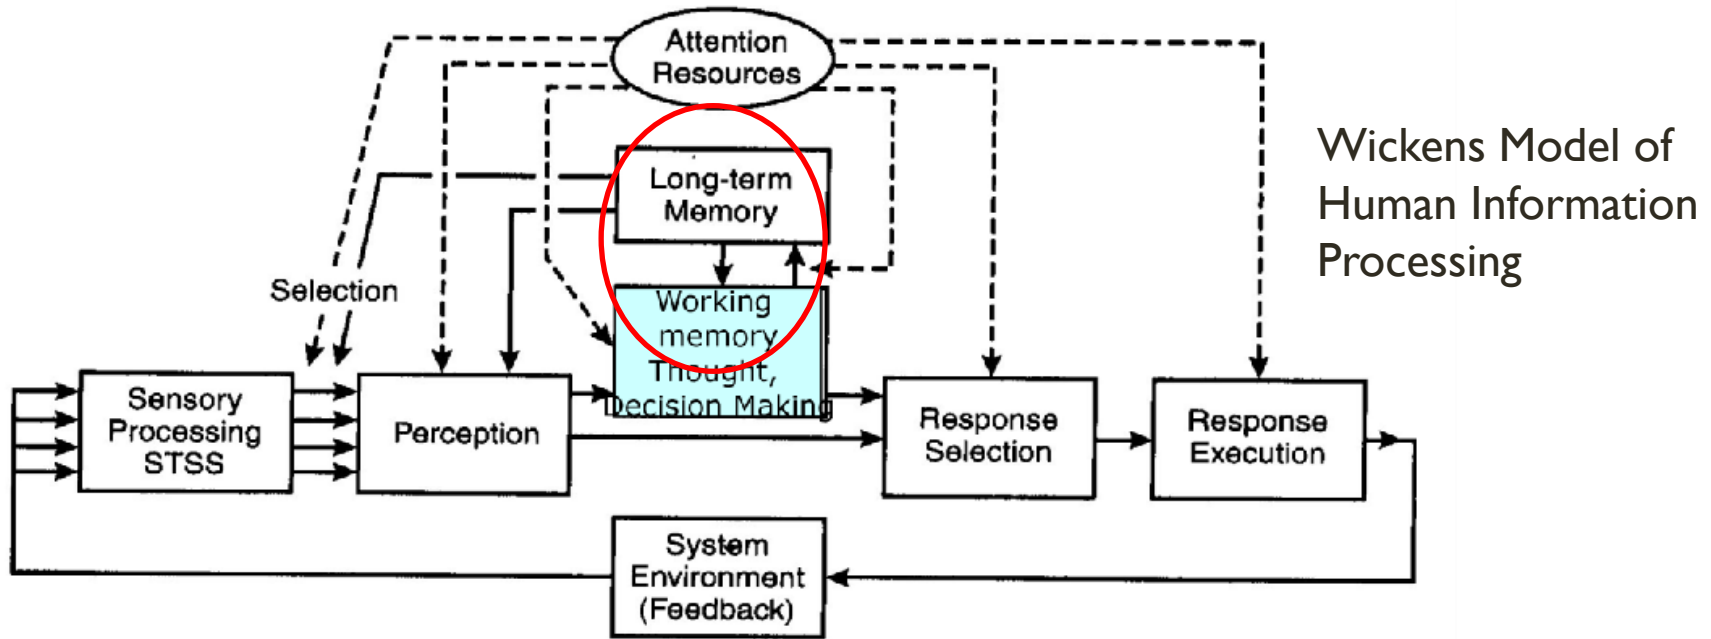 Attention
Resources
Wickens Model of
Human Information
Processing
Long-term
Memory
Selection
Working
memory
Thought,
Decision Making
Sensory
Processing
STSS
Perception
Response
Selection
Response
Execution
System
Environment
(Feedback)